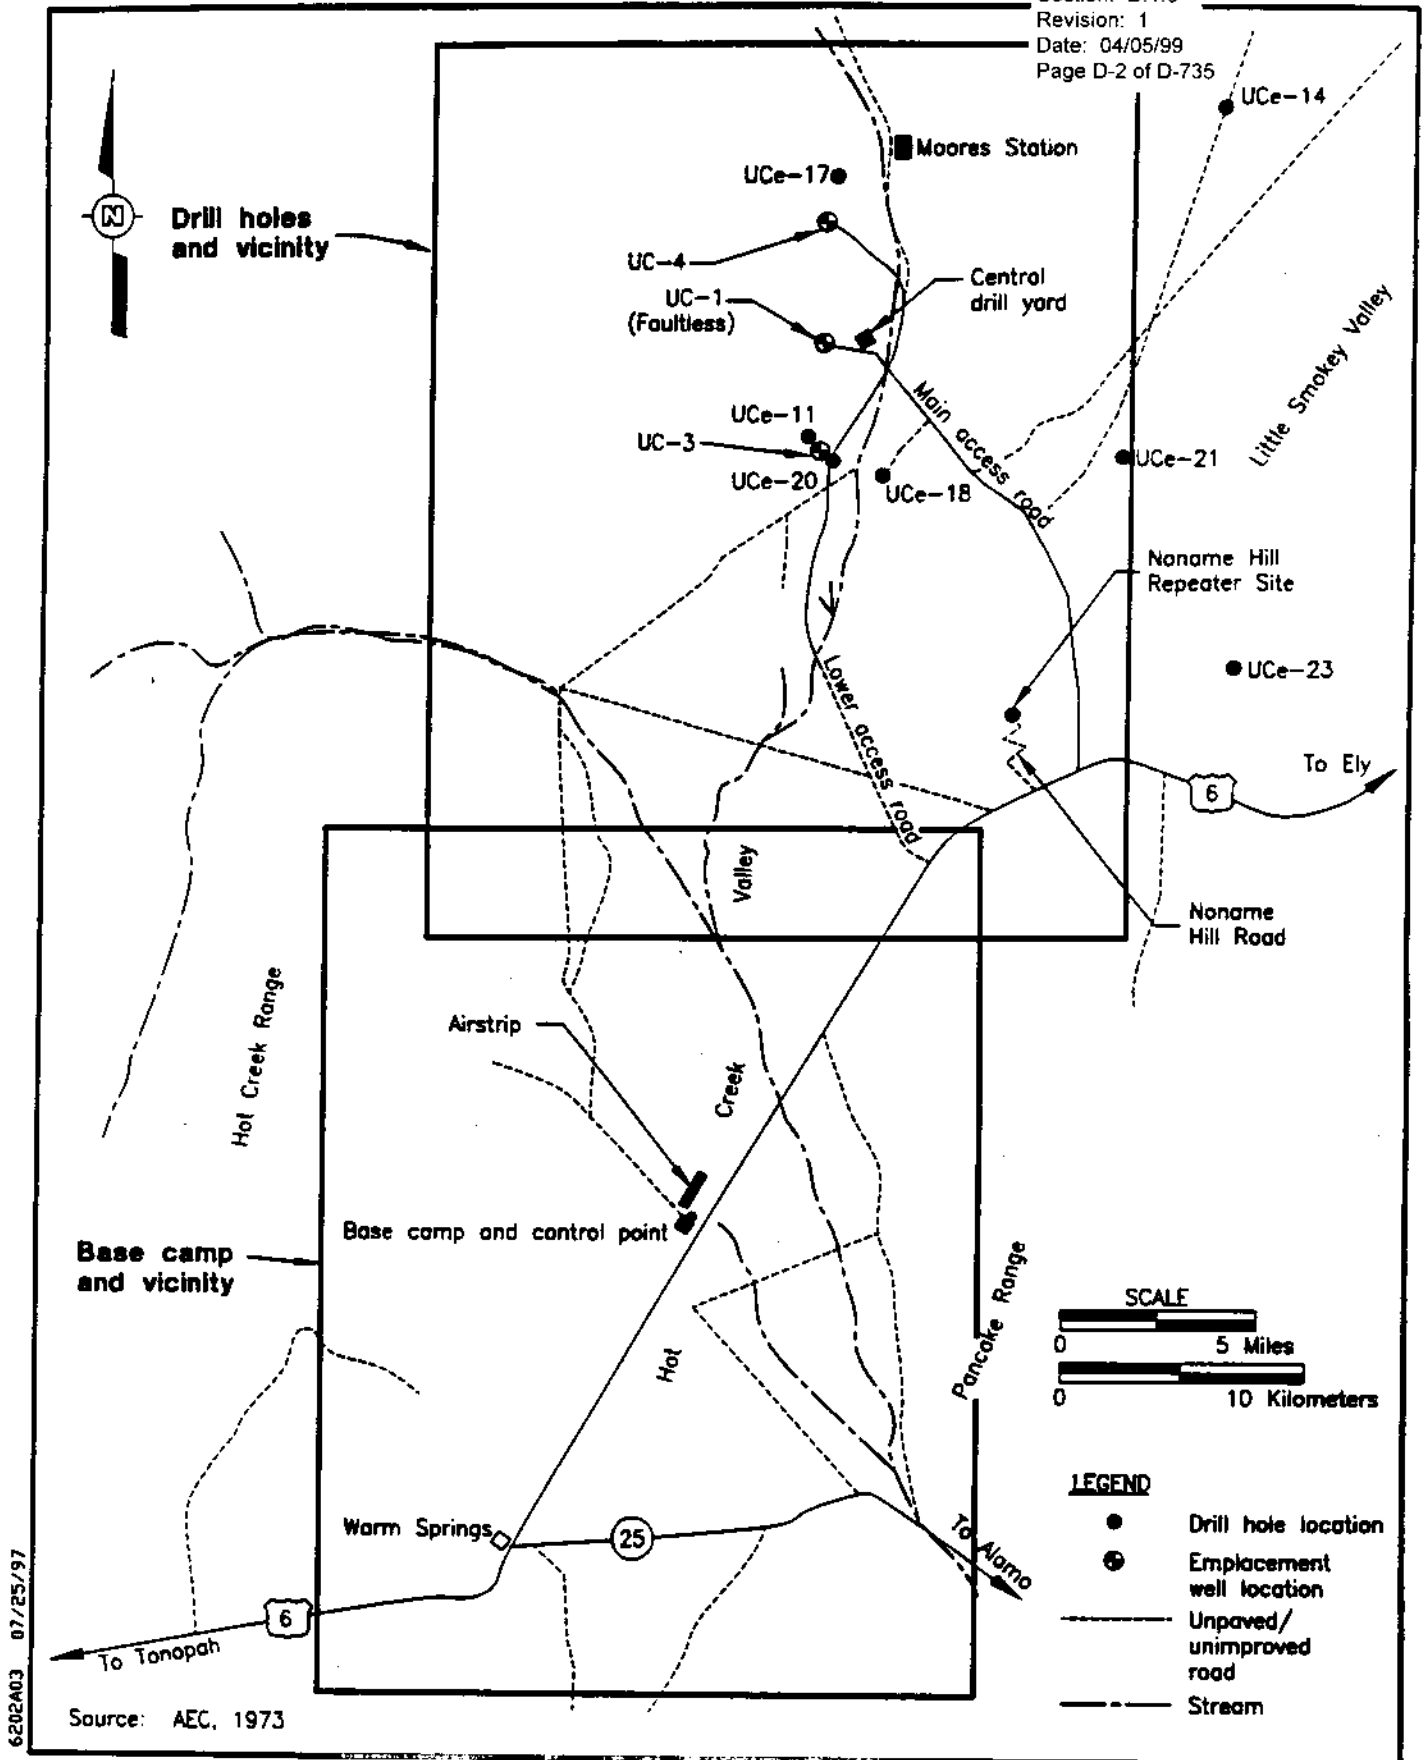 Revision: 1
Date: 04/05/99
Page D-2 of D-735
UCe-14
Moores Station
UCe-17
N
Drill holes
and vicinity
UC-4
Central
drill yard
UC-1
(Faultless)
Little Smokey Valley
Main access road
UCe-11
UC-3
UCe-21
UCe-20
UCe-18
Noname Hill
Repeater Site
UCe-23
Lower access road
To Ely
6
Valley
Noname
Hill Road
Hot Creek Range
Airstrip
Creek
Base camp and control point
Base camp
and vicinity
Pancake Range
SCALE
0 5 Miles
0 10 Kilometers
Hot
LEGEND
Drill hole location
Emplacement
well location
Unpaved/
unimproved
road
Stream
Warm Springs
25
To Alamo
6
To Tonopah
Source: AEC, 1973
6202A03 07/25/97